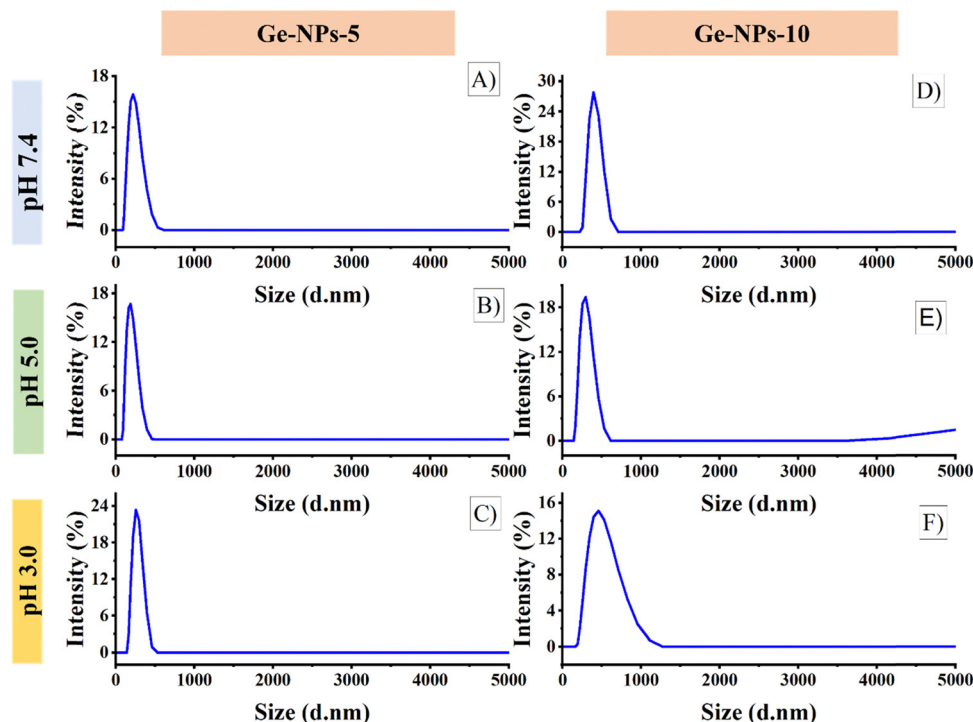 Ge-NPs-5
Ge-NPs-10
pH 7.4
A)
Intensity (%)
18
12
6
0
0 1000 2000 3000 4000 5000
Size (d.nm)
D)
Intensity (%)
30
24
18
12
6
0
0 1000 2000 3000 4000 5000
Size (d.nm)
pH 5.0
B)
Intensity (%)
18
12
6
0
0 1000 2000 3000 4000 5000
Size (d.nm)
E)
Intensity (%)
18
12
6
0
0 1000 2000 3000 4000 5000
Size (d.nm)
pH 3.0
C)
Intensity (%)
24
18
12
6
0
0 1000 2000 3000 4000 5000
Size (d.nm)
F)
Intensity (%)
16
12
8
4
0
0 1000 2000 3000 4000 5000
Size (d.nm)